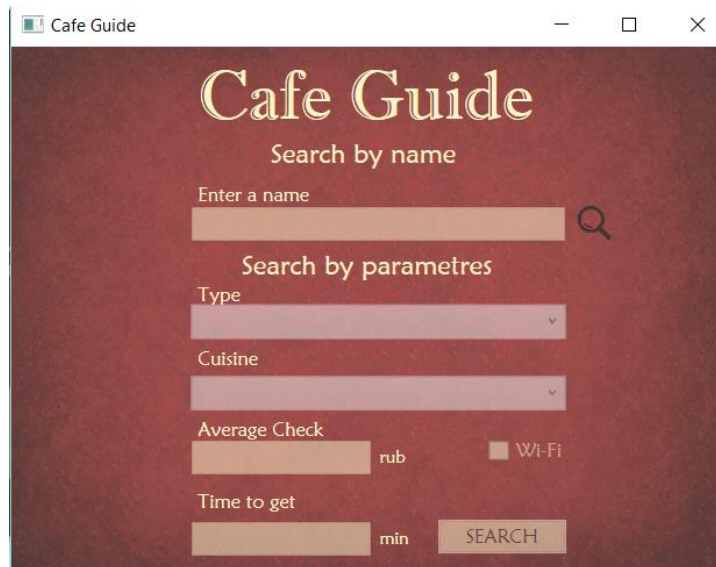 Cafe Guide
Cafe Guide
Search by name
Enter a name
Search by parametres
Type
Cuisine
Average Check
rub
Wi-Fi
Time to get
min
SEARCH